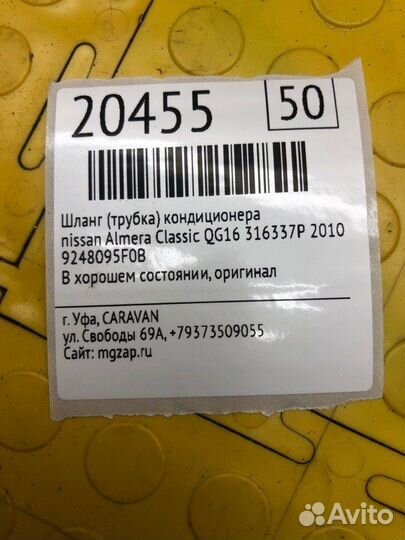 20455
50
Шланг (трубка) кондиционера
nissan Almera Classic QG16 316337P 2010
9248095F0B
В хорошем состоянии, оригинал
г. Уфа, CARAVAN
ул. Свободы 69А, +79373509055
Сайт: mgzap.ru
Avito